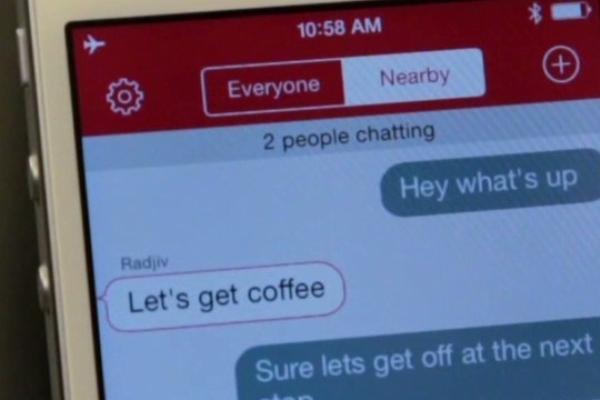 10:58 AM
Everyone
Nearby
2 people chatting
Hey what's up
Radjiv
Let's get coffee
Sure lets get off at the next